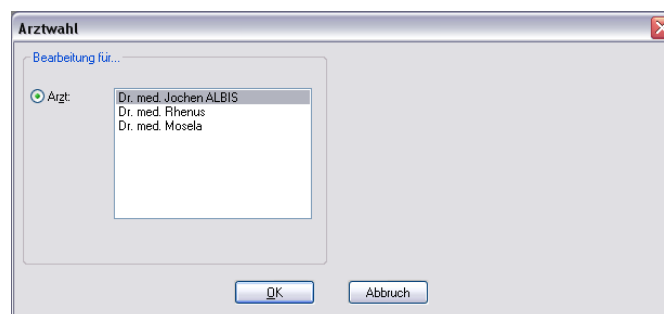 Arztwahl
Bearbeitung für...
Arzt:
Dr. med. Jochen ALBIS
Dr. med. Rhenus
Dr. med. Mosela
OK
Abbruch